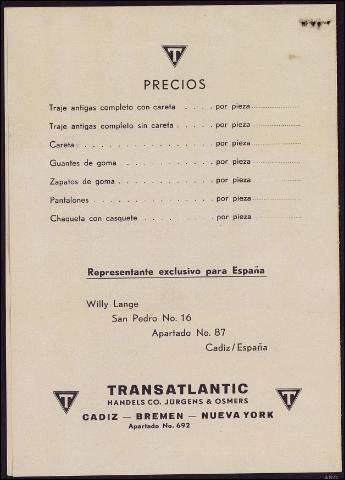 T
PRECIOS
Traje antigas completo con careta . . . . por pieza
Traje antigas completo sin careta . . . . . por pieza
Careta . . . . . . . . . . . . . . . por pieza
Guantes de goma . . . . . . . . . . . por pieza
Zapatos de goma . . . . . . . . . . . por pieza
Pantalones . . . . . . . . . . . . . . por pieza
Chaqueta con casquete . . . . . . . . por pieza
Representante exclusivo para España
Willy Lange
San Pedro No. 16
Apartado No. 87
Cadiz/España
T TRANSATLANTIC T
HANDELS CO. JÜRGENS & OSMERS
CADIZ — BREMEN — NUEVA YORK
Apartado No. 692